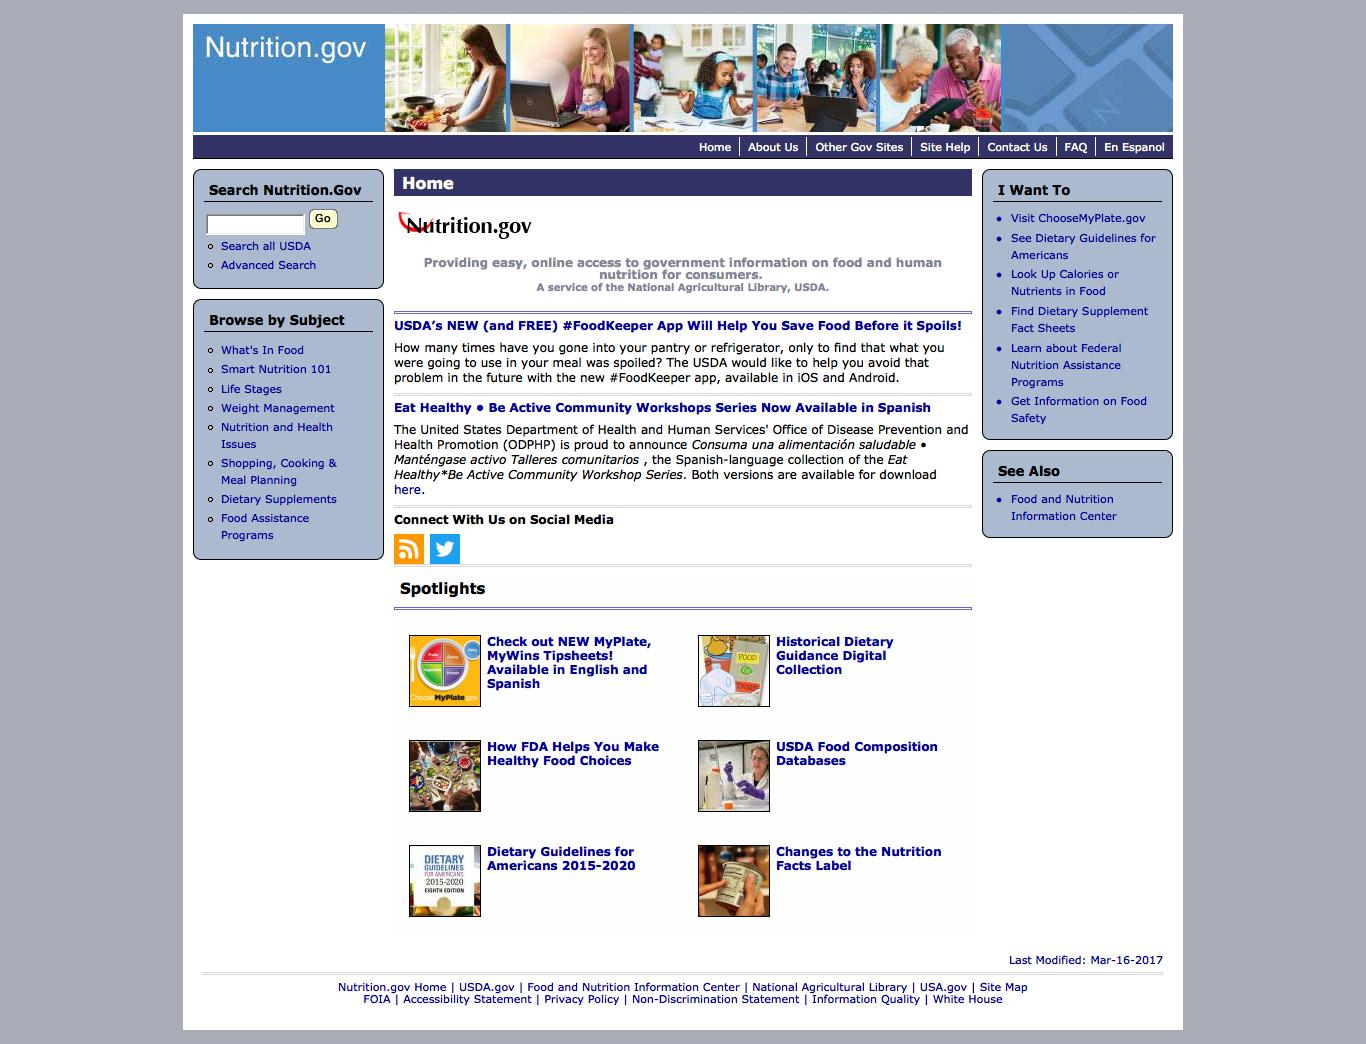 Nutrition.gov
Home
About Us
Other Gov Sites
Site Help
Contact Us
FAQ
En Espanol
Search Nutrition.Gov
Go
Search all USDA
Advanced Search
Browse by Subject
What's In Food
Smart Nutrition 101
Life Stages
Weight Management
Nutrition and Health
Issues
Shopping, Cooking &
Meal Planning
Dietary Supplements
Food Assistance
Programs
Home
Nutrition.gov
Providing easy, online access to government information on food and human
nutrition for consumers.
A service of the National Agricultural Library, USDA.
USDA’s NEW (and FREE) #FoodKeeper App Will Help You Save Food Before it Spoils!
How many times have you gone into your pantry or refrigerator, only to find that what you
were going to use in your meal was spoiled? The USDA would like to help you avoid that
problem in the future with the new #FoodKeeper app, available in iOS and Android.
Eat Healthy • Be Active Community Workshops Series Now Available in Spanish
The United States Department of Health and Human Services' Office of Disease Prevention and
Health Promotion (ODPHP) is proud to announce Consuma una alimentación saludable •
Manténgase activo Talleres comunitarios , the Spanish-language collection of the Eat
Healthy*Be Active Community Workshop Series. Both versions are available for download
here.
Connect With Us on Social Media
Spotlights
Check out NEW MyPlate,
MyWins Tipsheets!
Available in English and
Spanish
ChooseMyPlate.gov
Historical Dietary
Guidance Digital
Collection
FOOD
How FDA Helps You Make
Healthy Food Choices
USDA Food Composition
Databases
DIETARY
GUIDELINES
FOR AMERICANS
2015-2020
EIGHTH EDITION
Dietary Guidelines for
Americans 2015-2020
Changes to the Nutrition
Facts Label
I Want To
Visit ChooseMyPlate.gov
See Dietary Guidelines for
Americans
Look Up Calories or
Nutrients in Food
Find Dietary Supplement
Fact Sheets
Learn about Federal
Nutrition Assistance
Programs
Get Information on Food
Safety
See Also
Food and Nutrition
Information Center
Last Modified: Mar-16-2017
Nutrition.gov Home | USDA.gov | Food and Nutrition Information Center | National Agricultural Library | USA.gov | Site Map
FOIA | Accessibility Statement | Privacy Policy | Non-Discrimination Statement | Information Quality | White House